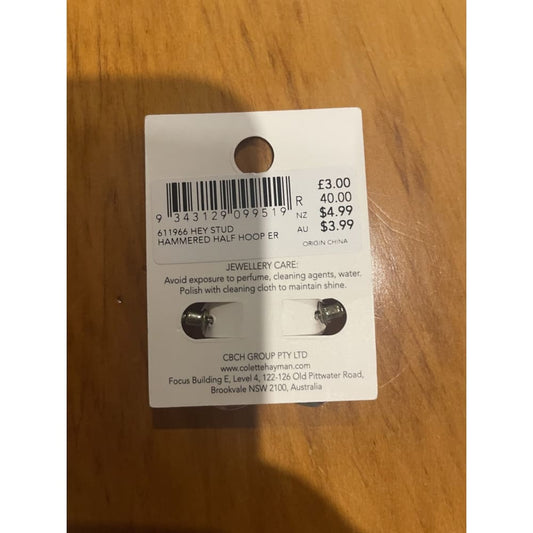 £3.00
R 40.00
NZ $4.99
AU $3.99
9 343129 099519
611966 HEY STUD
HAMMERED HALF HOOP ER
ORIGIN CHINA
JEWELLERY CARE:
Avoid exposure to perfume, cleaning agents, water.
Polish with cleaning cloth to maintain shine.
CBCH GROUP PTY LTD
www.colettehayman.com
Focus Building E, Level 4, 122-126 Old Pittwater Road,
Brookvale NSW 2100, Australia